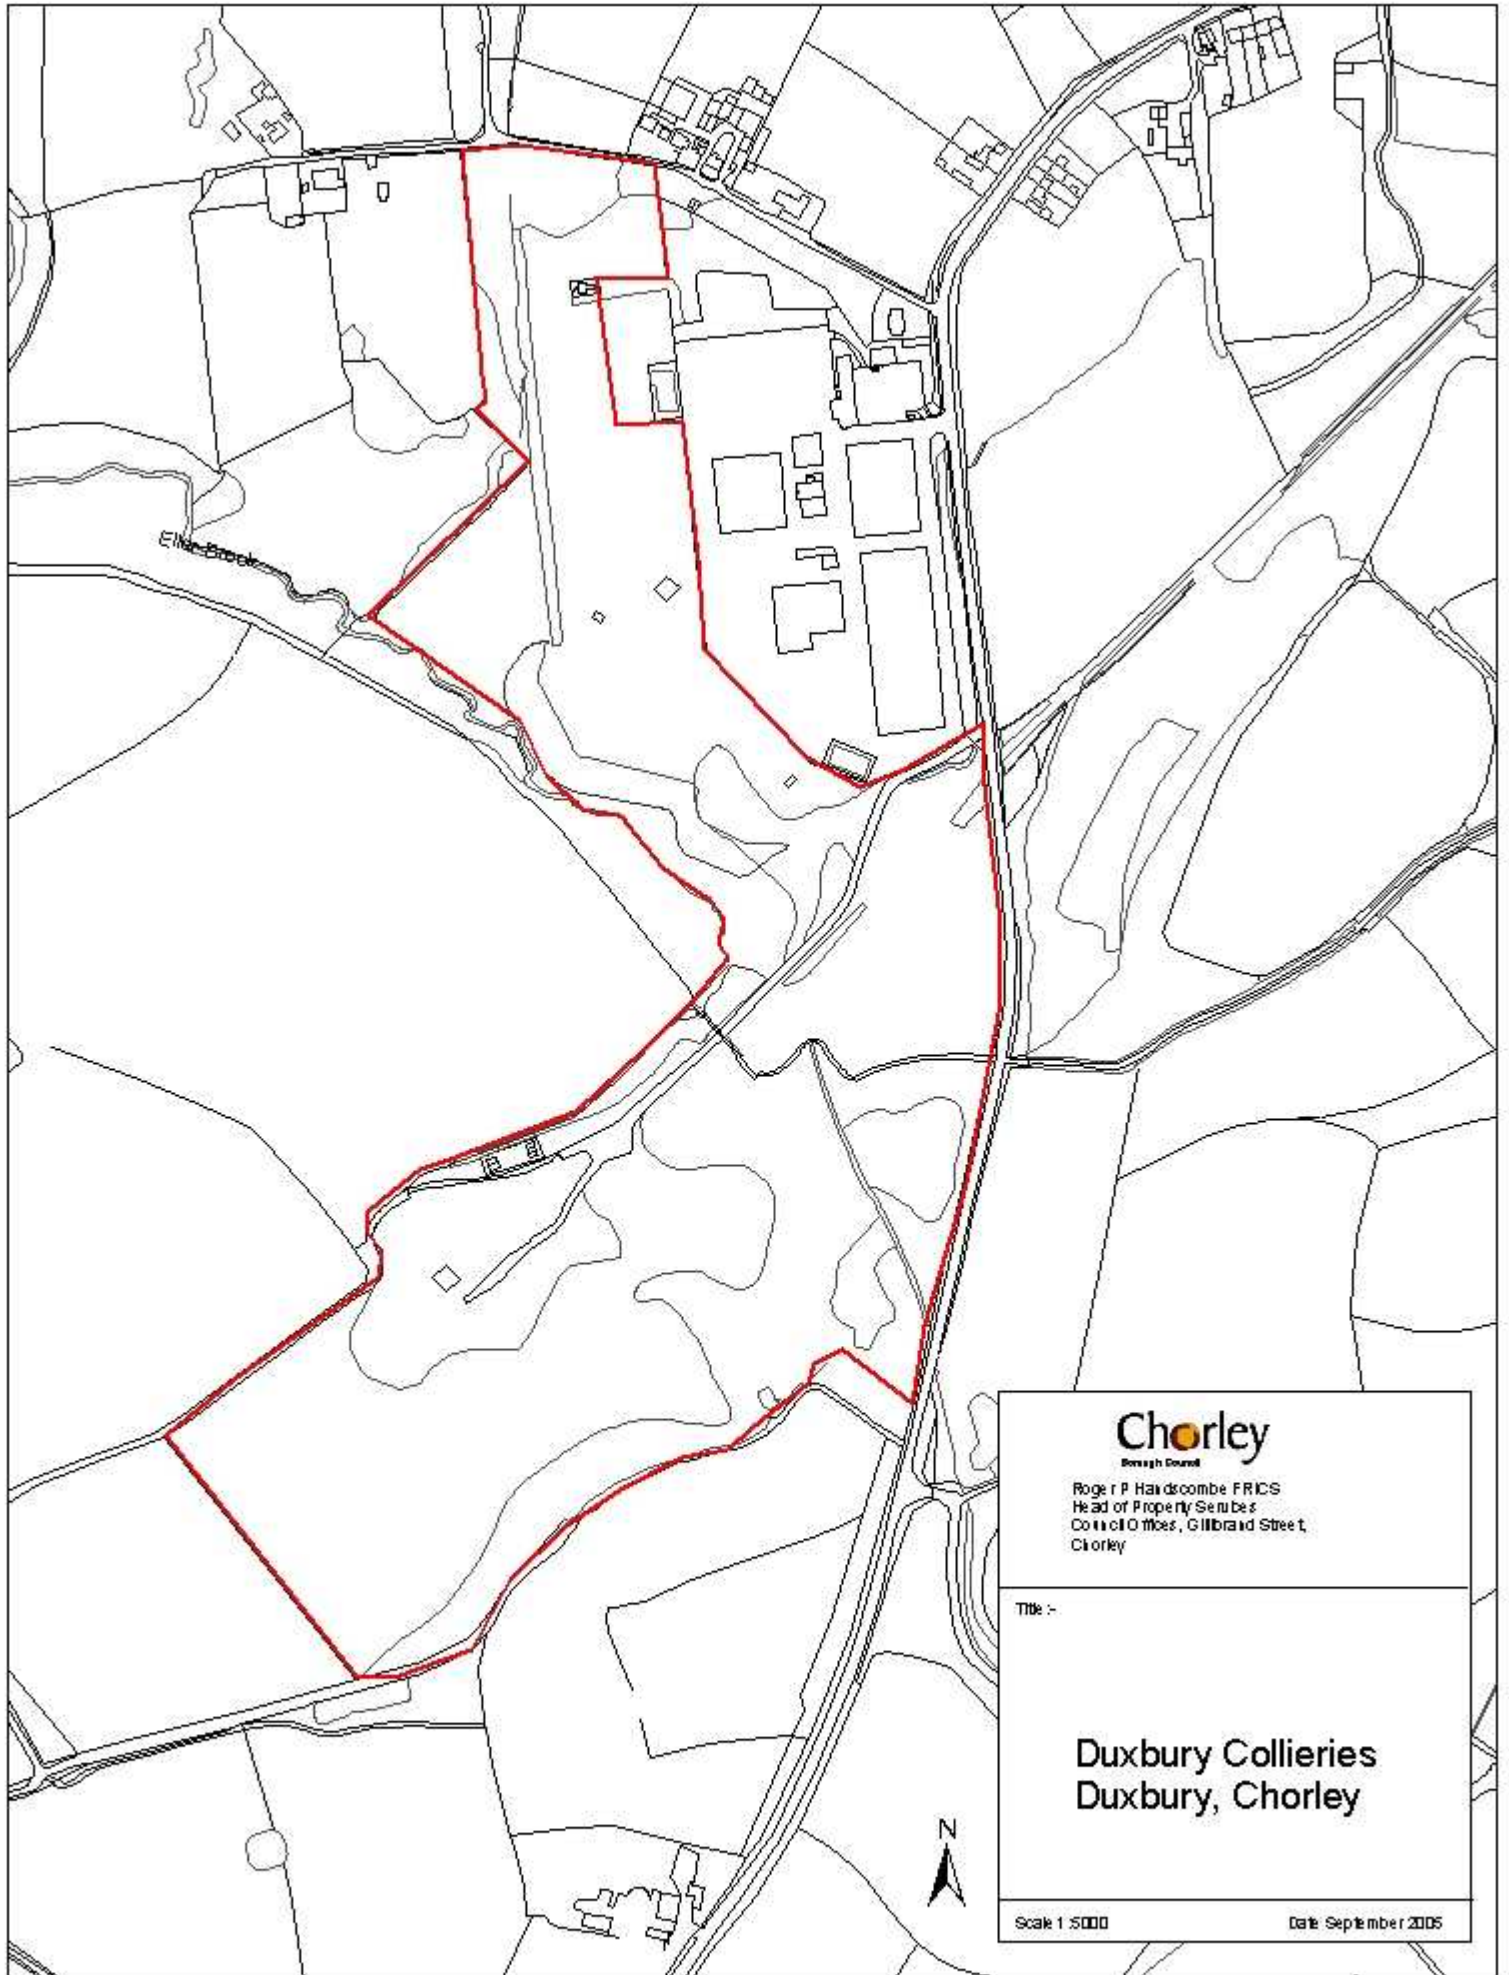 Eller Brook
Chorley
Borough Council
Roger P Handscombe FRICS
Head of Property Services
Council Offices, Gillibrand Street,
Chorley
Title :-
Duxbury Collieries
Duxbury, Chorley
N
Scale 1:5000
Date September 2005